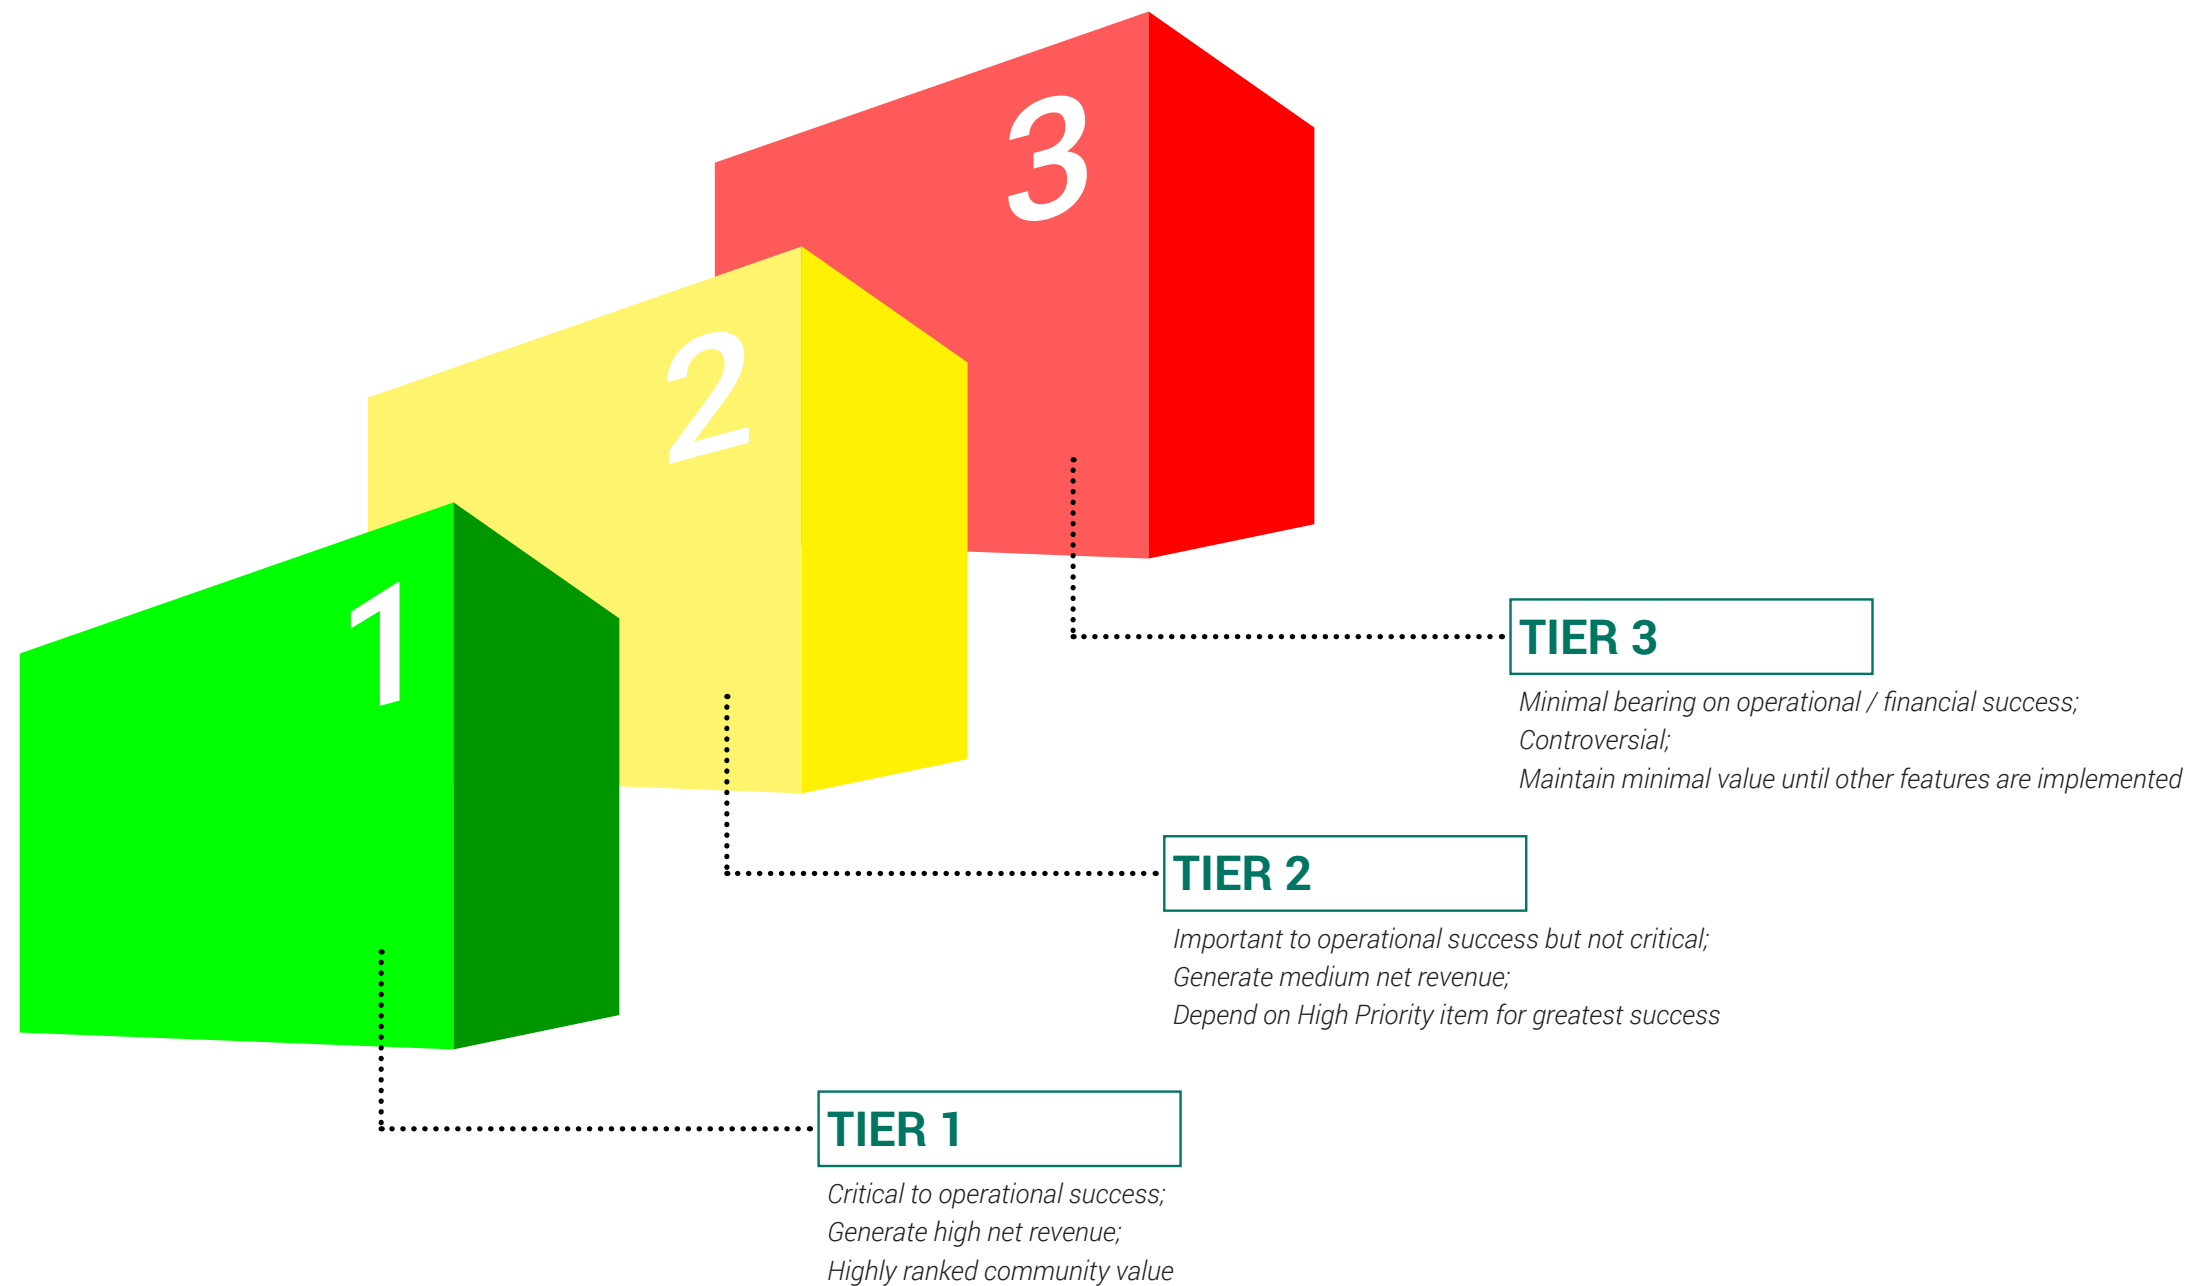 3
2
1
TIER 3
Minimal bearing on operational / financial success;
Controversial;
Maintain minimal value until other features are implemented
TIER 2
Important to operational success but not critical;
Generate medium net revenue;
Depend on High Priority item for greatest success
TIER 1
Critical to operational success;
Generate high net revenue;
Highly ranked community value